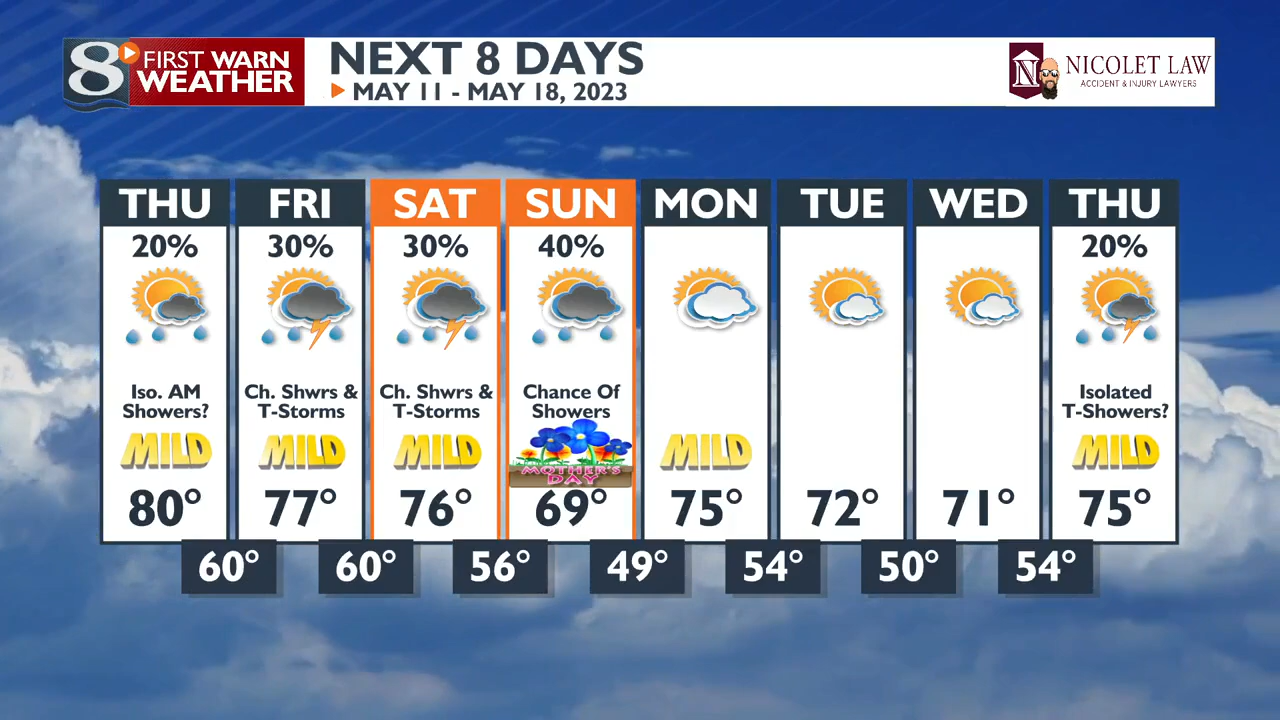 8 FIRST WARN WEATHER
NEXT 8 DAYS
MAY 11 - MAY 18, 2023
N NICOLET LAW
ACCIDENT & INJURY LAWYERS
THU FRI SAT SUN MON TUE WED THU
20% 30% 30% 40% 20%
Iso. AM Ch. Shwrs & Ch. Shwrs & Chance Of Isolated
Showers? T-Storms T-Storms Showers T-Showers?
MILD MILD MILD MOTHER'S DAY MILD MILD
80° 77° 76° 69° 75° 72° 71° 75°
60° 60° 56° 49° 54° 50° 54°